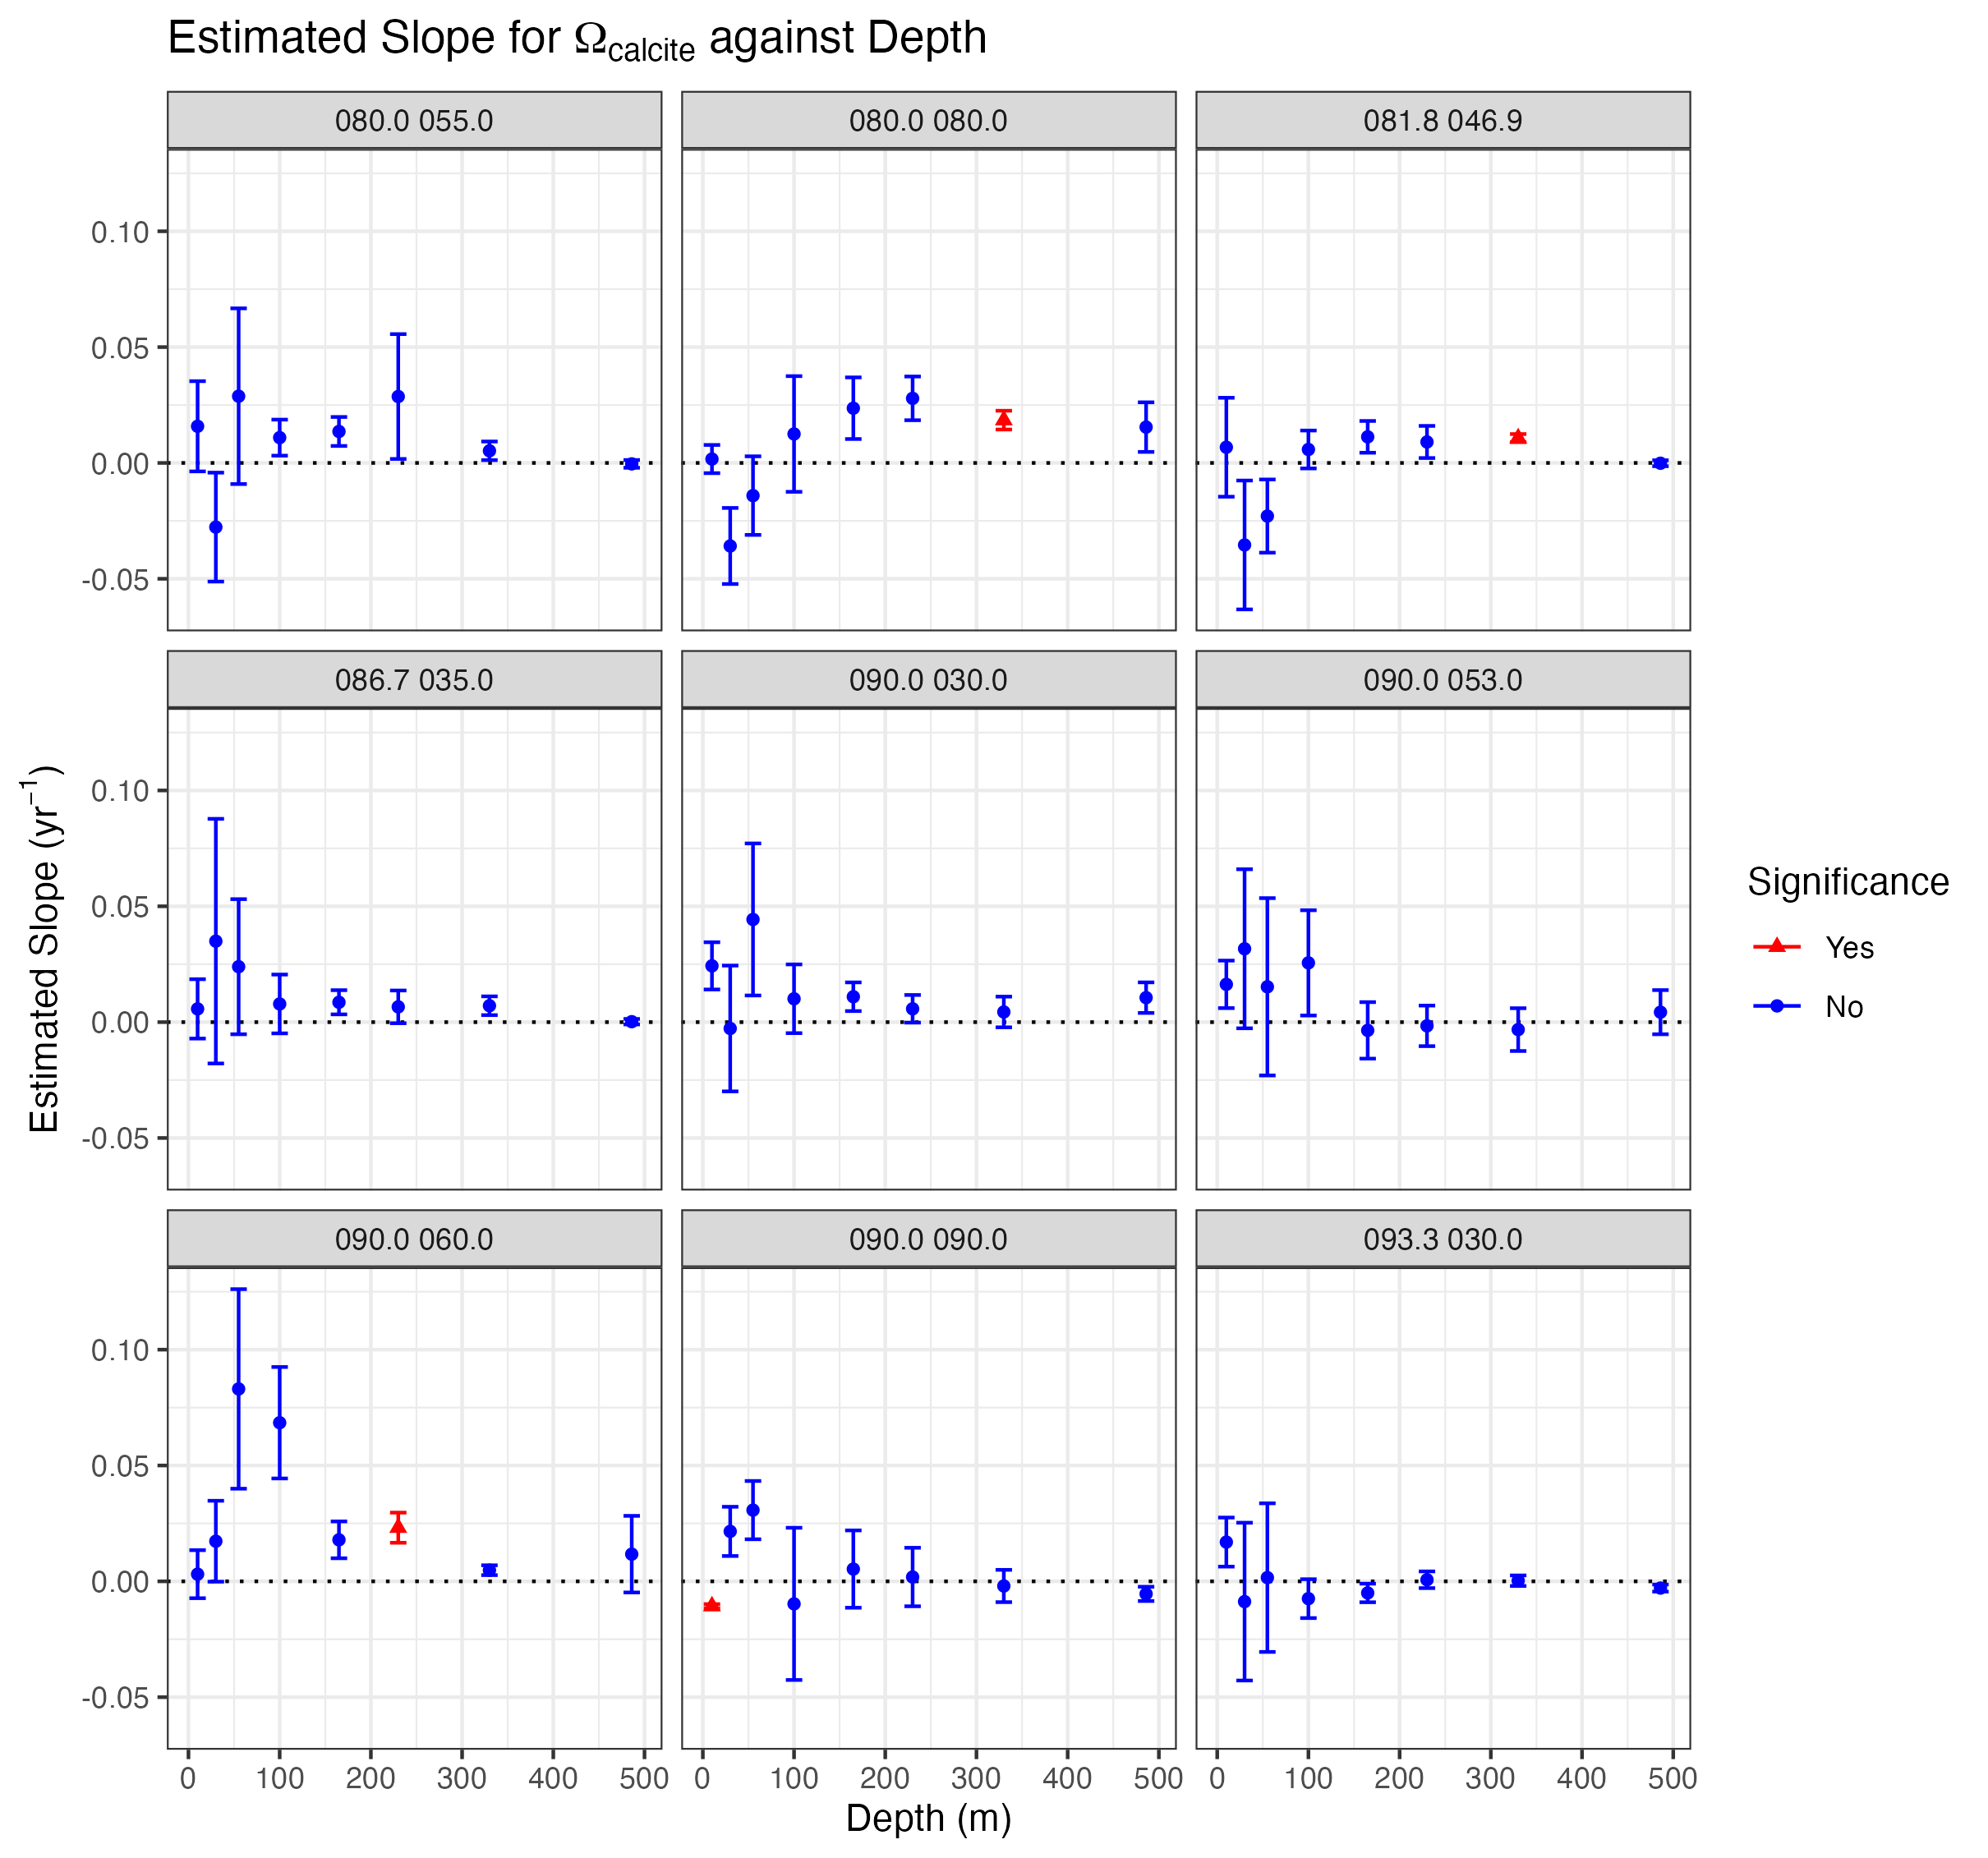 Estimated Slope for Ωcalcite against Depth
080.0 055.0
080.0 080.0
081.8 046.9
0.10
0.05
0.00
-0.05
086.7 035.0
090.0 030.0
090.0 053.0
0.10
0.05
0.00
-0.05
090.0 060.0
090.0 090.0
093.3 030.0
0.10
0.05
0.00
-0.05
0 100 200 300 400 500
0 100 200 300 400 500
0 100 200 300 400 500
Depth (m)
Estimated Slope (yr⁻¹)
Significance
Yes
No